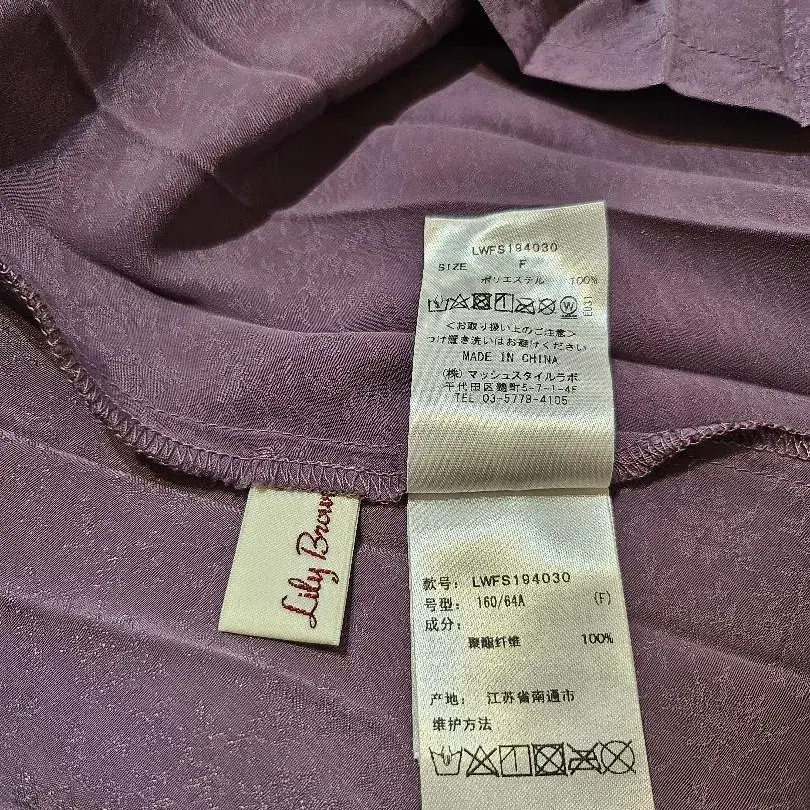 LWFS194030
SIZE F
ポリエステル 100%
E031
<お取り扱い上のご注意>
つけ置き洗いはお避けください
MADE IN CHINA
(株)マッシュスタイルラボ
千代田区麹町5-7-1-4F
TEL 03-5778-4105
Lily Brown
款号: LWFS194030
号型: 160/64A (F)
成分:
聚酯纤维 100%
产地: 江苏省南通市
维护方法